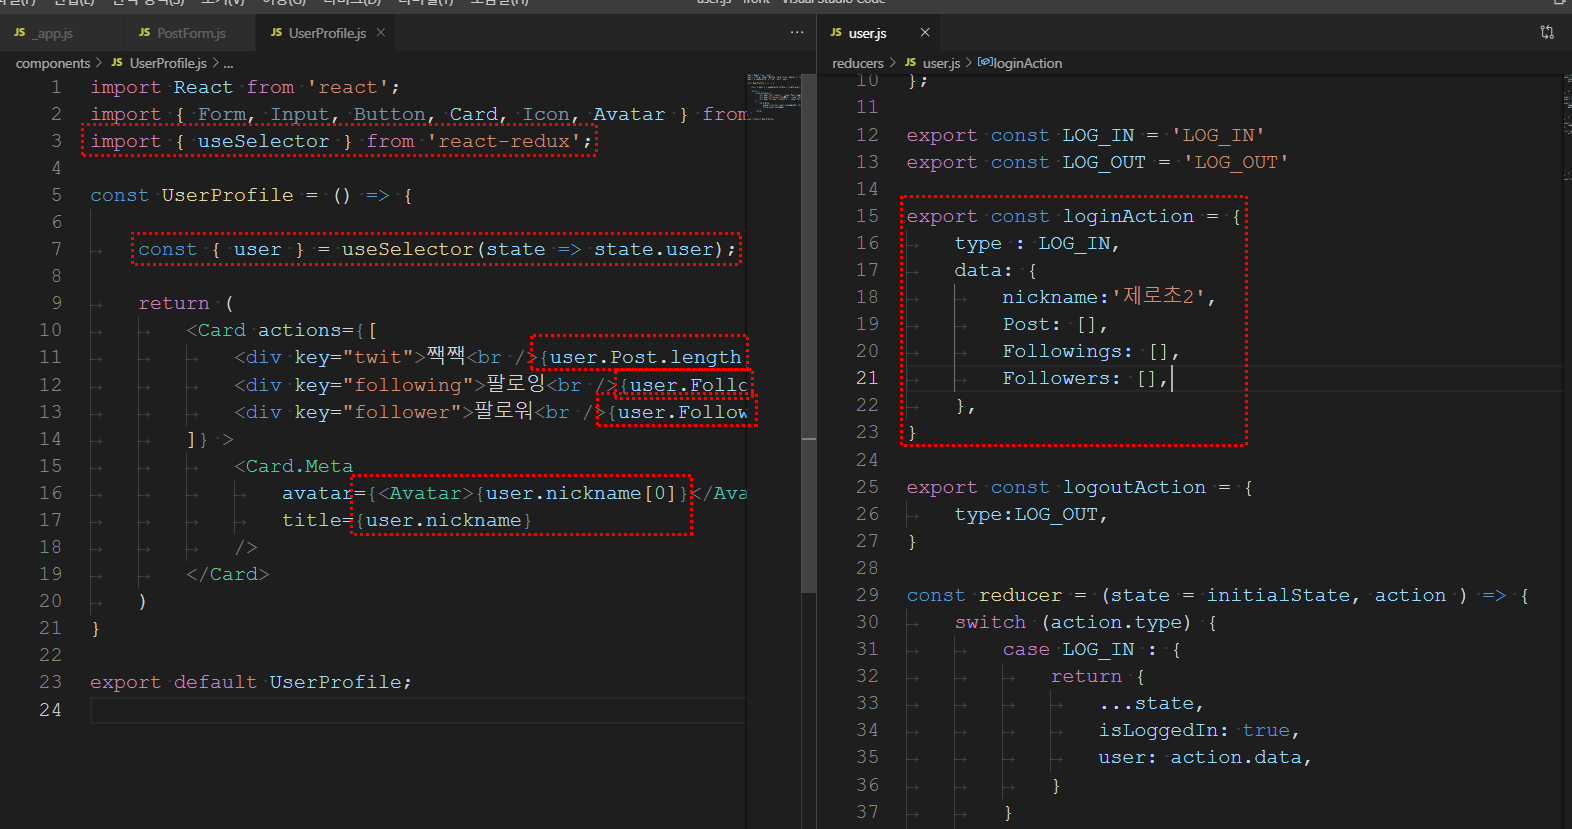 user.js - front - Visual Studio Code
JS _app.js
JS PostForm.js
JS UserProfile.js ×
...
components > JS UserProfile.js > ...
1 import React from 'react';
2 import { Form, Input, Button, Card, Icon, Avatar } from
3 import { useSelector } from 'react-redux';
4
5 const UserProfile = () => {
6
7 const { user } = useSelector(state => state.user);
8
9 return (
10 <Card actions={[
11 <div key="twit">짹짹<br />{user.Post.length
12 <div key="following">팔로잉<br />{user.Follo
13 <div key="follower">팔로워<br />{user.Follow
14 ]} >
15 <Card.Meta
16 avatar={<Avatar>{user.nickname[0]}</Ava
17 title={user.nickname}
18 />
19 </Card>
20 )
21 }
22
23 export default UserProfile;
24
JS user.js ×
reducers > JS user.js > loginAction
10 };
11
12 export const LOG_IN = 'LOG_IN'
13 export const LOG_OUT = 'LOG_OUT'
14
15 export const loginAction = {
16 type : LOG_IN,
17 data: {
18 nickname:'제로초2',
19 Post: [],
20 Followings: [],
21 Followers: [],
22 },
23 }
24
25 export const logoutAction = {
26 type:LOG_OUT,
27 }
28
29 const reducer = (state = initialState, action ) => {
30 switch (action.type) {
31 case LOG_IN : {
32 return {
33 ...state,
34 isLoggedIn: true,
35 user: action.data,
36 }
37 }